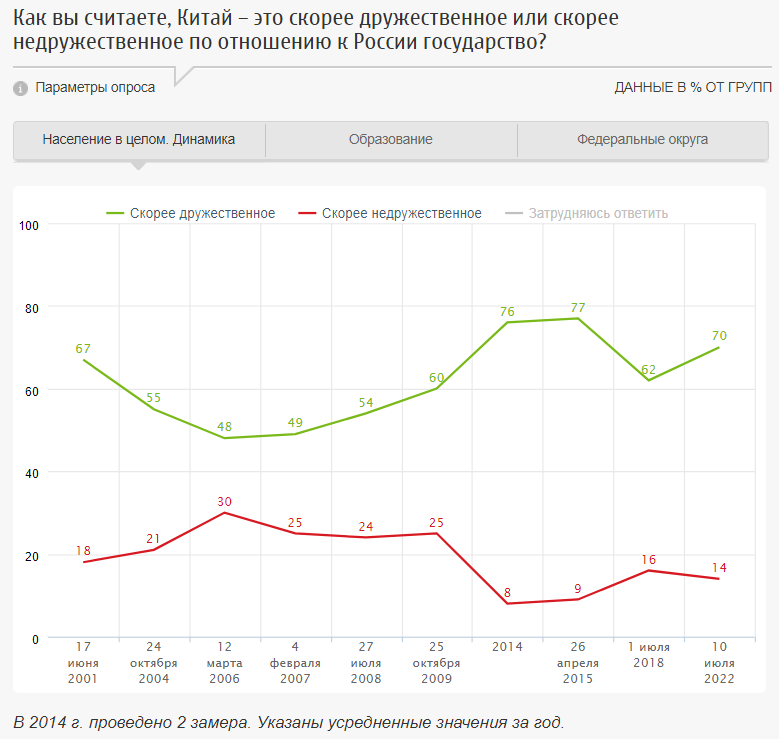 Как вы считаете, Китай – это скорее дружественное или скорее
недружественное по отношению к России государство?
i Параметры опроса ДАННЫЕ В % ОТ ГРУПП
Население в целом. Динамика Образование Федеральные округа
Скорее дружественное Скорее недружественное Затрудняюсь ответить
100
80
60
40
20
0
67 55 48 49 54 60 76 77 62 70
18 21 30 25 24 25 8 9 16 14
17 24 12 4 27 25 2014 26 1 июля 10
июня октября марта февраля июля октября апреля 2018 июля
2001 2004 2006 2007 2008 2009 2015 2022
В 2014 г. проведено 2 замера. Указаны усредненные значения за год.